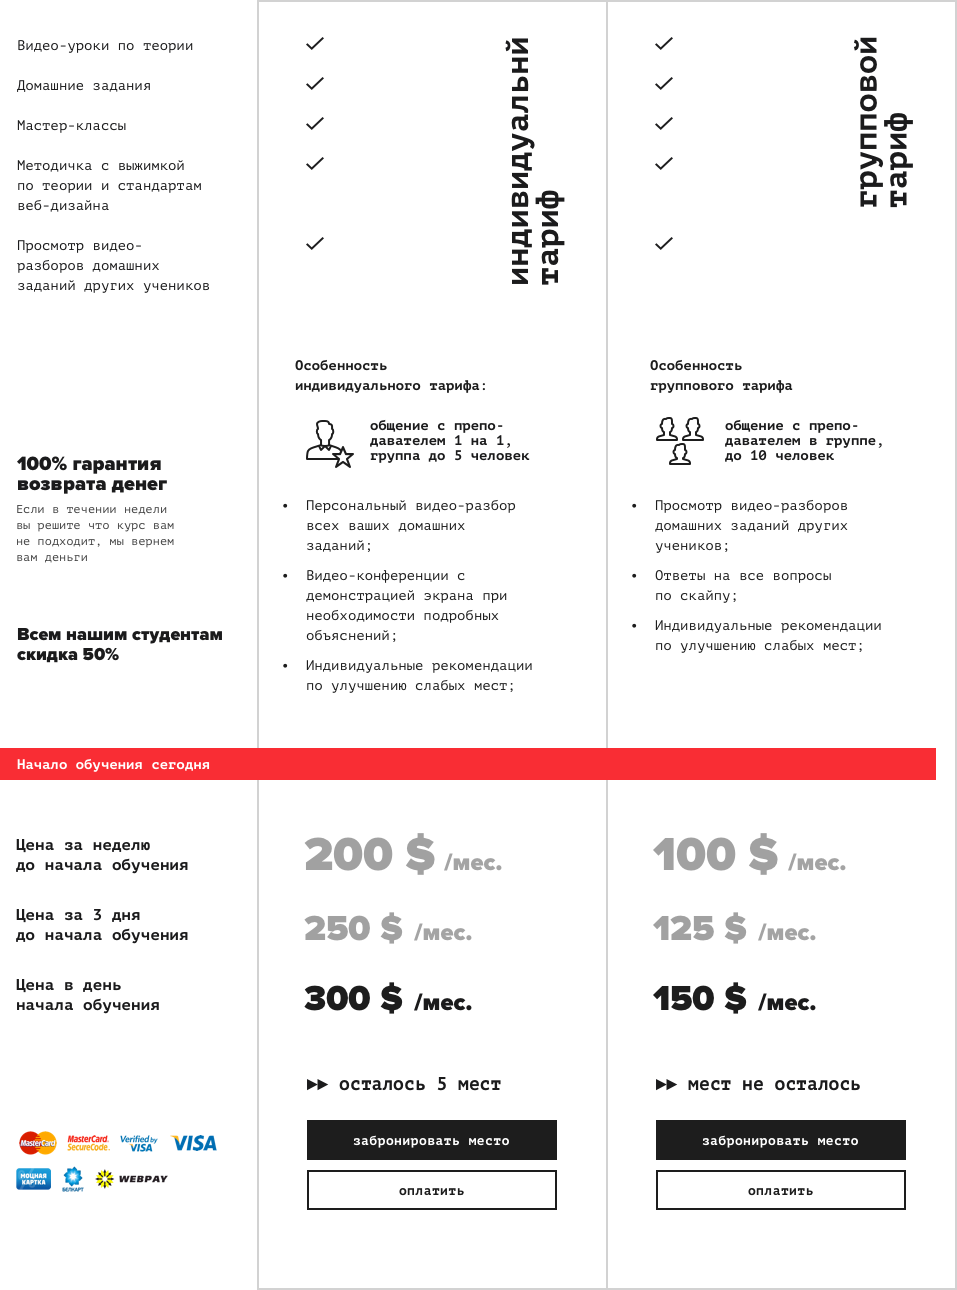 Видео-уроки по теории
Домашние задания
Мастер-классы
Методичка с выжимкой
по теории и стандартам
веб-дизайна
Просмотр видео-
разборов домашних
заданий других учеников
индивидуальнй
тариф
групповой
тариф
100% гарантия
возврата денег
Если в течении недели
вы решите что курс вам
не подходит, мы вернем
вам деньги
Всем нашим студентам
скидка 50%
Особенность
индивидуального тарифа:
общение с препо-
давателем 1 на 1,
группа до 5 человек
• Персональный видео-разбор
всех ваших домашних
заданий;
• Видео-конференции с
демонстрацией экрана при
необходимости подробных
объяснений;
• Индивидуальные рекомендации
по улучшению слабых мест;
Особенность
группового тарифа
общение с препо-
давателем в группе,
до 10 человек
• Просмотр видео-разборов
домашних заданий других
учеников;
• Ответы на все вопросы
по скайпу;
• Индивидуальные рекомендации
по улучшению слабых мест;
Начало обучения сегодня
Цена за неделю
до начала обучения
200 $ /мес.
100 $ /мес.
Цена за 3 дня
до начала обучения
250 $ /мес.
125 $ /мес.
Цена в день
начала обучения
300 $ /мес.
150 $ /мес.
осталось 5 мест
забронировать место
оплатить
мест не осталось
забронировать место
оплатить
MasterCard
MasterCard.
SecureCode.
Verified by
VISA
VISA
МОЦНАЯ
КАРТКА
БЕЛКАРТ
WEBPAY